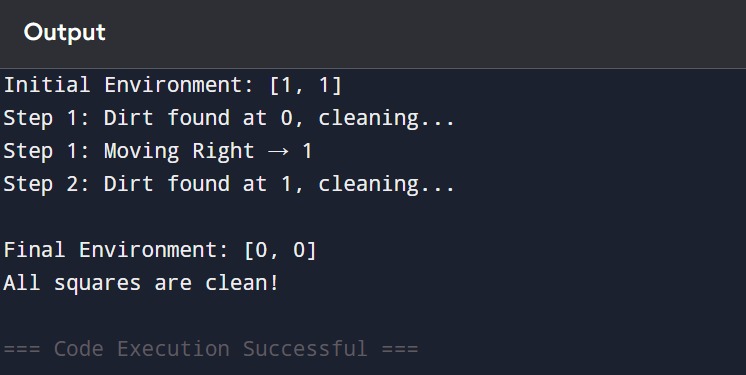 Output
Initial Environment: [1, 1]
Step 1: Dirt found at 0, cleaning...
Step 1: Moving Right → 1
Step 2: Dirt found at 1, cleaning...
Final Environment: [0, 0]
All squares are clean!
=== Code Execution Successful ===